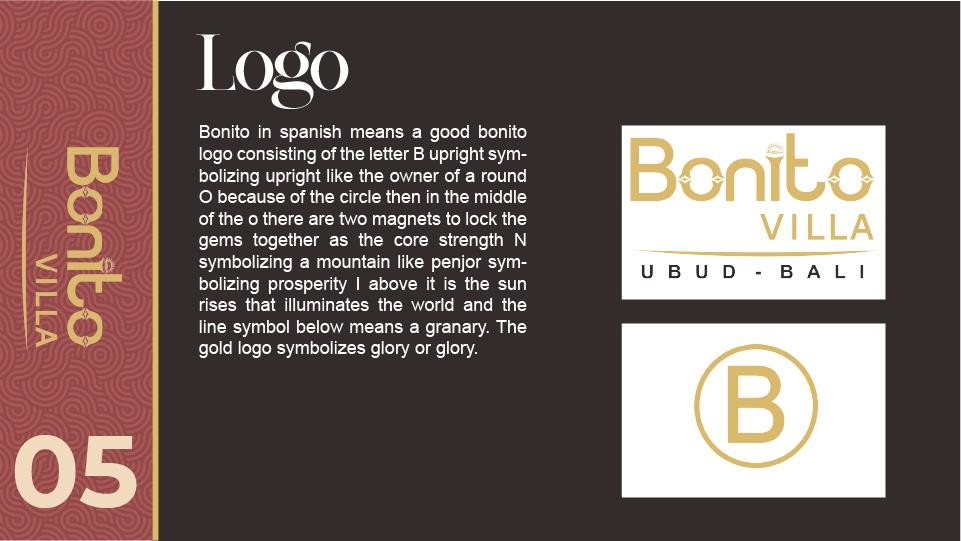 Logo
Bonito in spanish means a good bonito
logo consisting of the letter B upright sym-
bolizing upright like the owner of a round
O because of the circle then in the middle
of the o there are two magnets to lock the
gems together as the core strength N
symbolizing a mountain like penjor sym-
bolizing prosperity I above it is the sun
rises that illuminates the world and the
line symbol below means a granary. The
gold logo symbolizes glory or glory.
Bonito
VILLA
UBUD - BALI
B
Bonito
VILLA
05